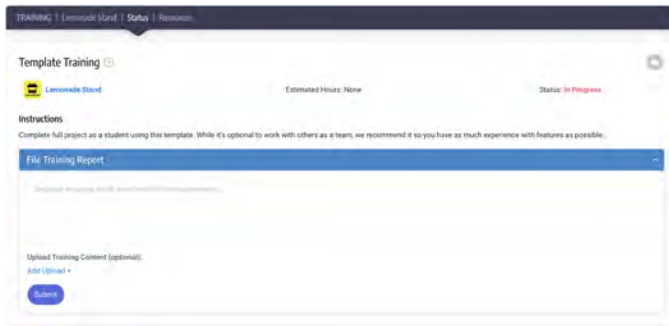 TRAINING | Lemonade Stand | Status | Resources
Template Training
Lemonade Stand
Estimated Hours: None
Status: In Progress
Instructions
Complete full project as a student using this template. While it's optional to work with others as a team, we recommend it so you have as much experience with features as possible.
File Training Report
Upload Training Content (optional):
Add Upload +
Submit